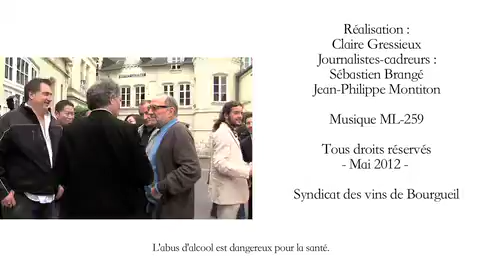 Réalisation :
Claire Gressieux
Journalistes-cadreurs :
Sébastien Brangé
Jean-Philippe Montiton
Musique ML-259
Tous droits réservés
- Mai 2012 -
Syndicat des vins de Bourgueil
L'abus d'alcool est dangereux pour la santé.